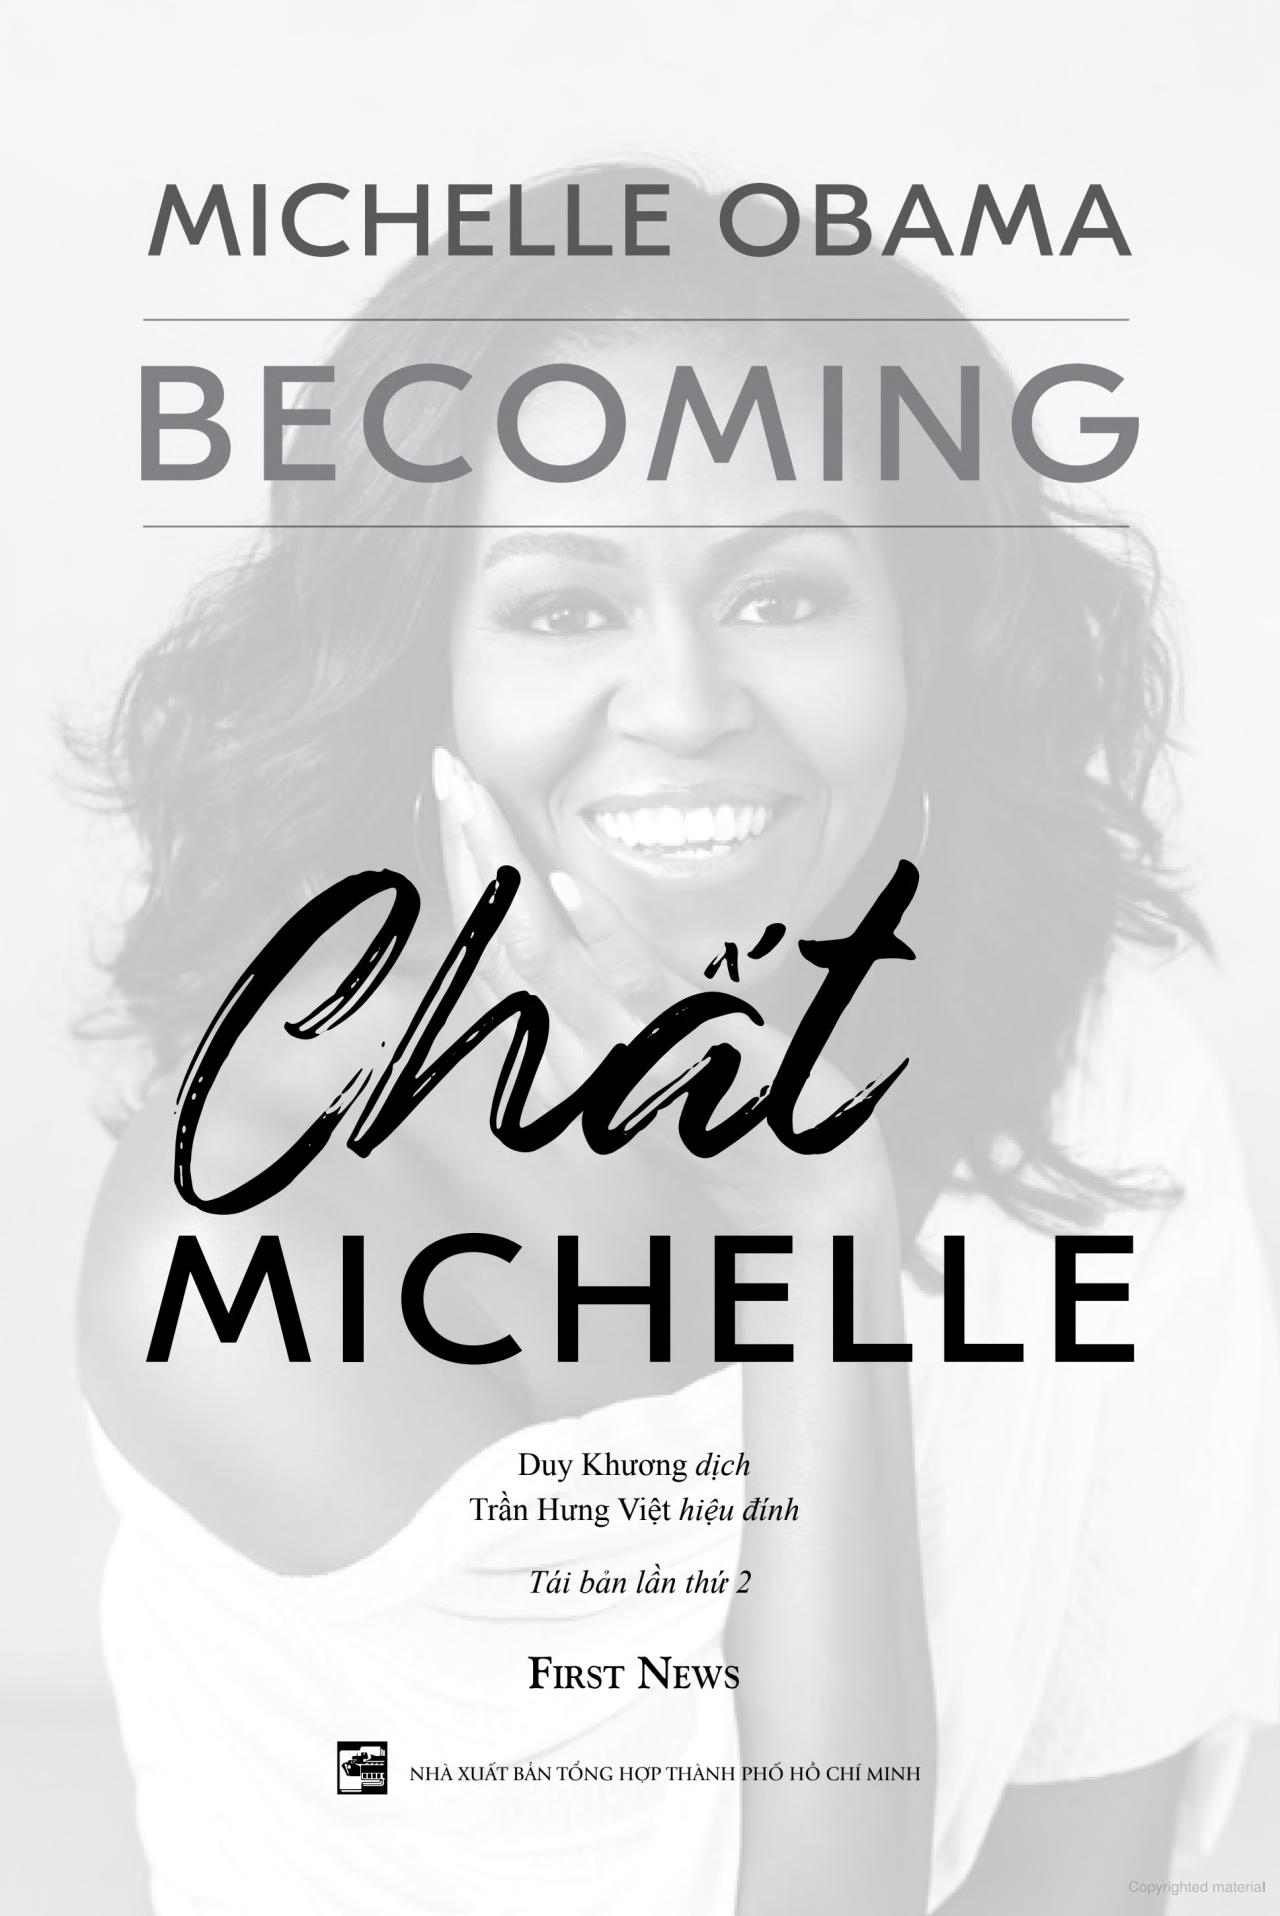 MICHELLE OBAMA
BECOMING
Chất
MICHELLE
Duy Khương dịch
Trần Hưng Việt hiệu đính
Tái bản lần thứ 2
FIRST NEWS
NHÀ XUẤT BẢN TỔNG HỢP THÀNH PHỐ HỒ CHÍ MINH
Copyrighted material